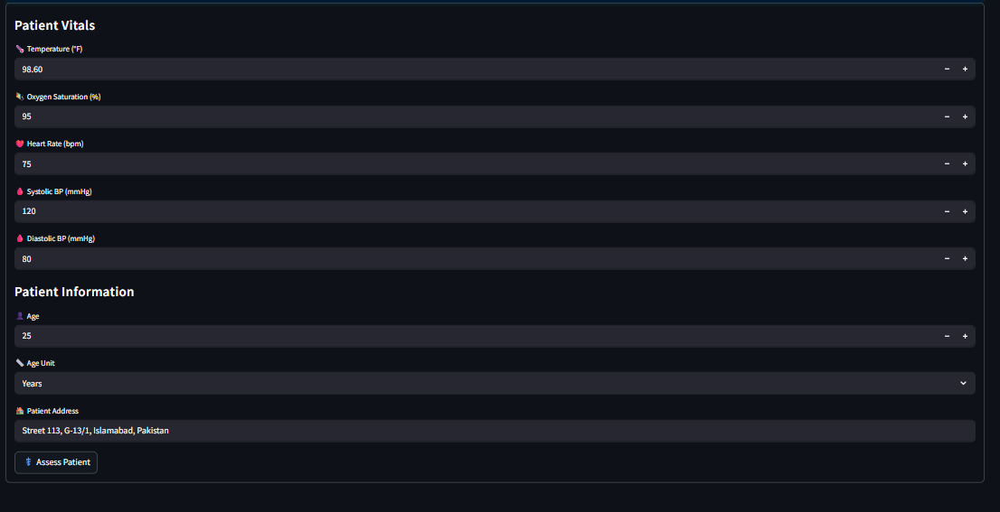 Patient Vitals
Temperature (°F)
98.60
Oxygen Saturation (%)
95
Heart Rate (bpm)
75
Systolic BP (mmHg)
120
Diastolic BP (mmHg)
80
Patient Information
Age
25
Age Unit
Years
Patient Address
Street 113, G-13/1, Islamabad, Pakistan
Assess Patient